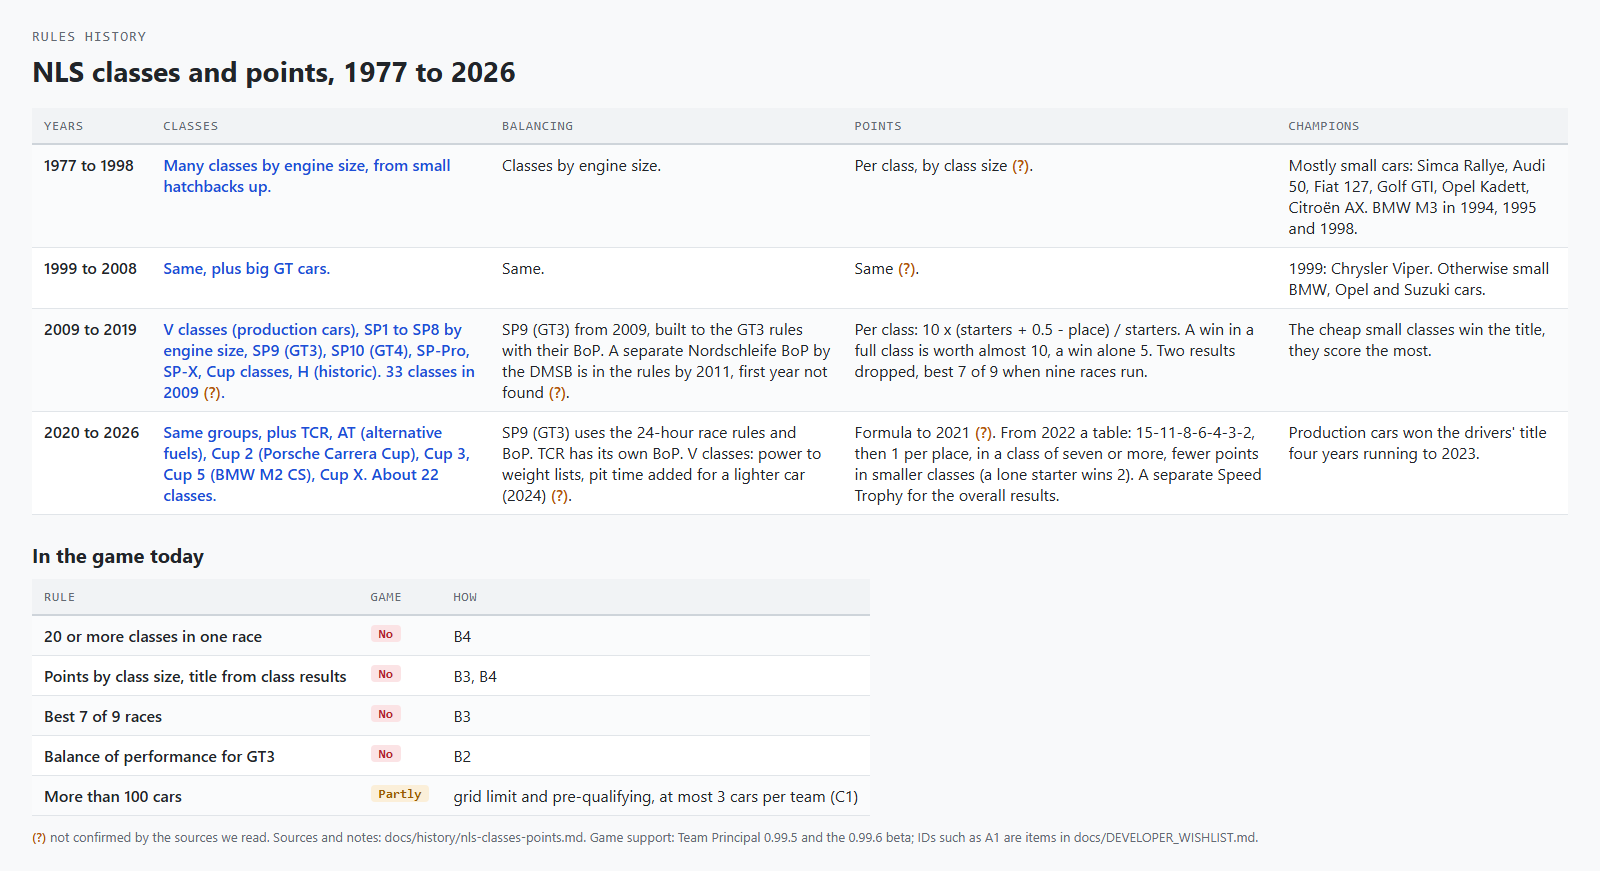 RULES HISTORY
NLS classes and points, 1977 to 2026
YEARS CLASSES BALANCING POINTS CHAMPIONS
1977 to 1998
Many classes by engine size, from small
hatchbacks up.
Classes by engine size.
Per class, by class size (?).
Mostly small cars: Simca Rallye, Audi
50, Fiat 127, Golf GTI, Opel Kadett,
Citroën AX. BMW M3 in 1994, 1995
and 1998.
1999 to 2008
Same, plus big GT cars.
Same.
Same (?).
1999: Chrysler Viper. Otherwise small
BMW, Opel and Suzuki cars.
2009 to 2019
V classes (production cars), SP1 to SP8 by
engine size, SP9 (GT3), SP10 (GT4), SP-Pro,
SP-X, Cup classes, H (historic). 33 classes in
2009 (?).
SP9 (GT3) from 2009, built to the GT3 rules
with their BoP. A separate Nordschleife BoP by
the DMSB is in the rules by 2011, first year not
found (?).
Per class: 10 x (starters + 0.5 - place) / starters. A win in a
full class is worth almost 10, a win alone 5. Two results
dropped, best 7 of 9 when nine races run.
The cheap small classes win the title,
they score the most.
2020 to 2026
Same groups, plus TCR, AT (alternative
fuels), Cup 2 (Porsche Carrera Cup), Cup 3,
Cup 5 (BMW M2 CS), Cup X. About 22
classes.
SP9 (GT3) uses the 24-hour race rules and
BoP. TCR has its own BoP. V classes: power to
weight lists, pit time added for a lighter car
(2024) (?).
Formula to 2021 (?). From 2022 a table: 15-11-8-6-4-3-2,
then 1 per place, in a class of seven or more, fewer points
in smaller classes (a lone starter wins 2). A separate Speed
Trophy for the overall results.
Production cars won the drivers' title
four years running to 2023.
In the game today
RULE GAME HOW
20 or more classes in one race No B4
Points by class size, title from class results No B3, B4
Best 7 of 9 races No B3
Balance of performance for GT3 No B2
More than 100 cars Partly grid limit and pre-qualifying, at most 3 cars per team (C1)
(?) not confirmed by the sources we read. Sources and notes: docs/history/nls-classes-points.md. Game support: Team Principal 0.99.5 and the 0.99.6 beta; IDs such as A1 are items in docs/DEVELOPER_WISHLIST.md.